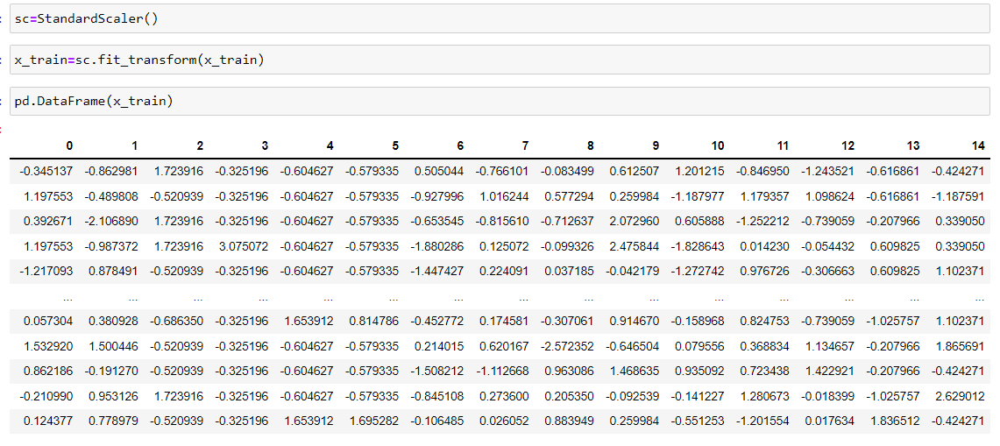 sc=StandardScaler()
x_train=sc.fit_transform(x_train)
pd.DataFrame(x_train)
0 1 2 3 4 5 6 7 8 9 10 11 12 13 14
-0.345137 -0.862981 1.723916 -0.325196 -0.604627 -0.579335 0.505044 -0.766101 -0.083499 0.612507 1.201215 -0.846950 -1.243521 -0.616861 -0.424271
1.197553 -0.489808 -0.520939 -0.325196 -0.604627 -0.579335 -0.927996 1.016244 0.577294 0.259984 -1.187977 1.179357 1.098624 -0.616861 -1.187591
0.392671 -2.106890 1.723916 -0.325196 -0.604627 -0.579335 -0.653545 -0.815610 -0.712637 2.072960 0.605888 -1.252212 -0.739059 -0.207966 0.339050
1.197553 -0.987372 1.723916 3.075072 -0.604627 -0.579335 -1.880286 0.125072 -0.099326 2.475844 -1.828643 0.014230 -0.054432 0.609825 0.339050
-1.217093 0.878491 -0.520939 -0.325196 -0.604627 -0.579335 -1.447427 0.224091 0.037185 -0.042179 -1.272742 0.976726 -0.306663 0.609825 1.102371
... ... ... ... ... ... ... ... ... ... ... ... ... ... ...
0.057304 0.380928 -0.686350 -0.325196 1.653912 0.814786 -0.452772 0.174581 -0.307061 0.914670 -0.158968 0.824753 -0.739059 -1.025757 1.102371
1.532920 1.500446 -0.520939 -0.325196 -0.604627 -0.579335 0.214015 0.620167 -2.572352 -0.646504 0.079556 0.368834 1.134657 -0.207966 1.865691
0.862186 -0.191270 -0.520939 -0.325196 -0.604627 -0.579335 -1.508212 -1.112668 0.963086 1.468635 0.935092 0.723438 1.422921 -0.207966 -0.424271
-0.210990 0.953126 1.723916 -0.325196 -0.604627 -0.579335 -0.845108 0.273600 0.205350 -0.092539 -0.141227 1.280673 -0.018399 -1.025757 2.629012
0.124377 0.778979 -0.520939 -0.325196 1.653912 1.695282 -0.106485 0.026052 0.883949 0.259984 -0.551253 -1.201554 0.017634 1.836512 -0.424271